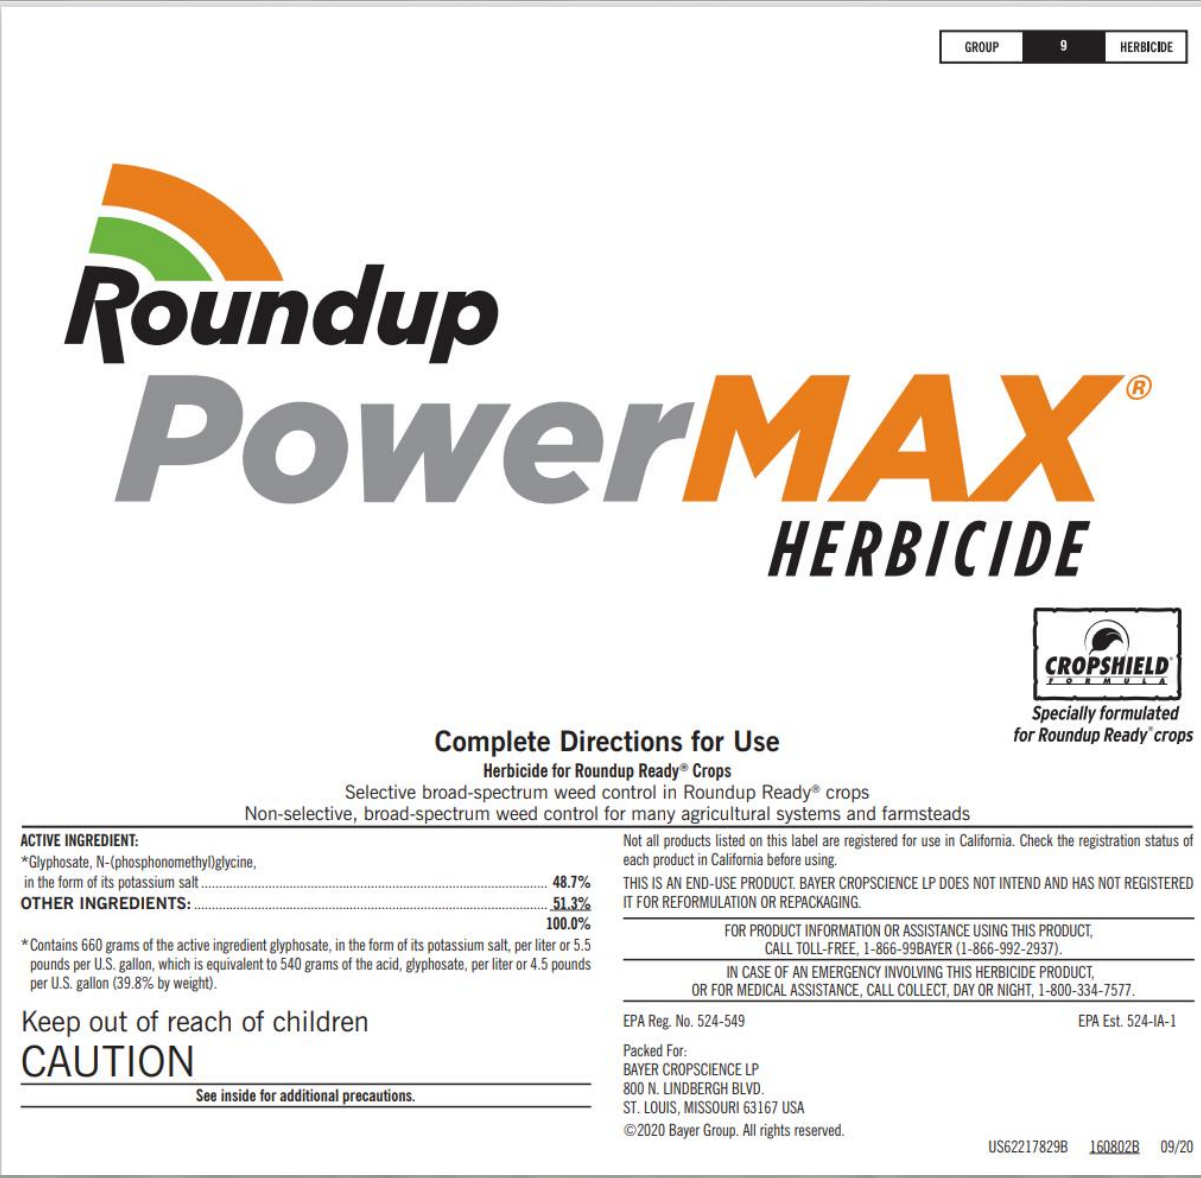 GROUP 9 HERBICIDE
Roundup
PowerMAX®
HERBICIDE
CROPSHIELD®
FORMULA
Specially formulated
for Roundup Ready® crops
Complete Directions for Use
Herbicide for Roundup Ready® Crops
Selective broad-spectrum weed control in Roundup Ready® crops
Non-selective, broad-spectrum weed control for many agricultural systems and farmsteads
ACTIVE INGREDIENT:
*Glyphosate, N-(phosphonomethyl)glycine,
in the form of its potassium salt ........ 48.7%
OTHER INGREDIENTS: ........ 51.3%
100.0%
*Contains 660 grams of the active ingredient glyphosate, in the form of its potassium salt, per liter or 5.5
pounds per U.S. gallon, which is equivalent to 540 grams of the acid, glyphosate, per liter or 4.5 pounds
per U.S. gallon (39.8% by weight).
Keep out of reach of children
CAUTION
See inside for additional precautions.
Not all products listed on this label are registered for use in California. Check the registration status of
each product in California before using.
THIS IS AN END-USE PRODUCT. BAYER CROPSCIENCE LP DOES NOT INTEND AND HAS NOT REGISTERED
IT FOR REFORMULATION OR REPACKAGING.
FOR PRODUCT INFORMATION OR ASSISTANCE USING THIS PRODUCT,
CALL TOLL-FREE, 1-866-99BAYER (1-866-992-2937).
IN CASE OF AN EMERGENCY INVOLVING THIS HERBICIDE PRODUCT,
OR FOR MEDICAL ASSISTANCE, CALL COLLECT, DAY OR NIGHT, 1-800-334-7577.
EPA Reg. No. 524-549 EPA Est. 524-IA-1
Packed For:
BAYER CROPSCIENCE LP
800 N. LINDBERGH BLVD.
ST. LOUIS, MISSOURI 63167 USA
©2020 Bayer Group. All rights reserved.
US62217829B 160802B 09/20